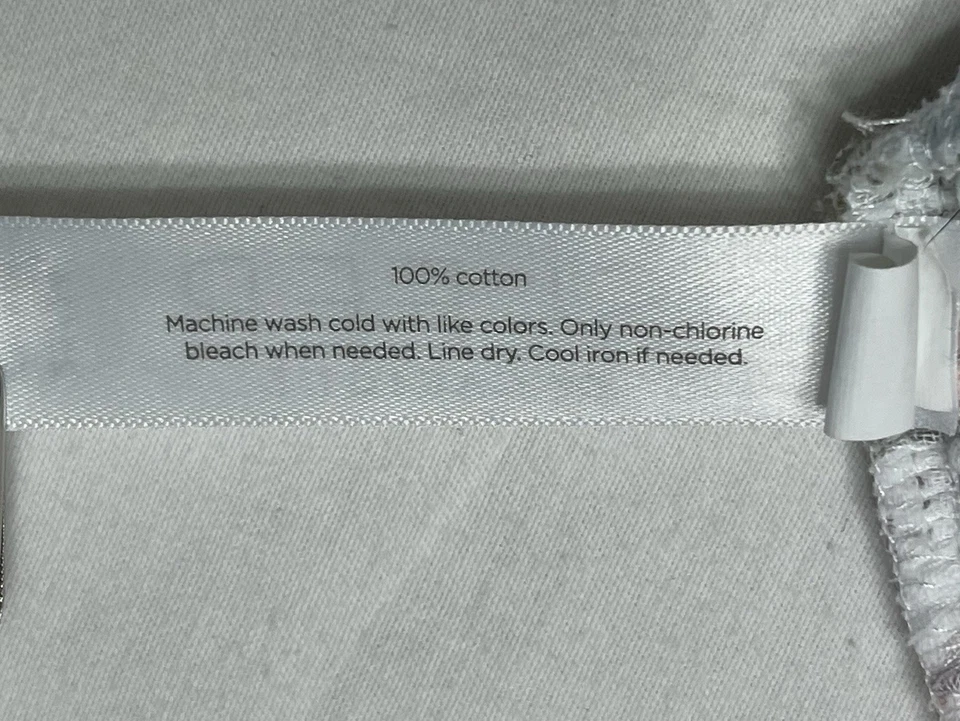 100% cotton
Machine wash cold with like colors. Only non-chlorine
bleach when needed. Line dry. Cool iron if needed.